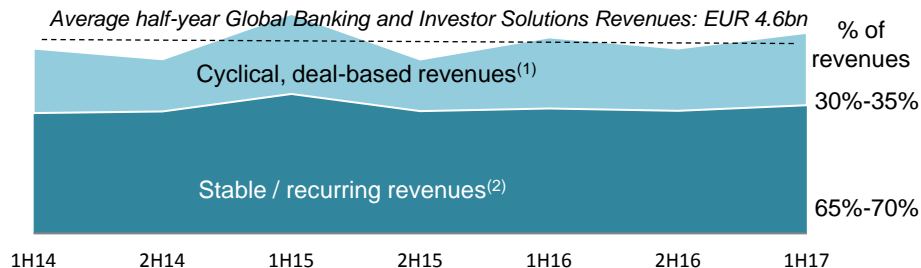 Average half-year Global Banking and Investor Solutions Revenues: EUR 4.6bn
% of
revenues
Cyclical, deal-based revenues(1)
30%-35%
Stable / recurring revenues(2)
65%-70%
1H14 2H14 1H15 2H15 1H16 2H16 1H17